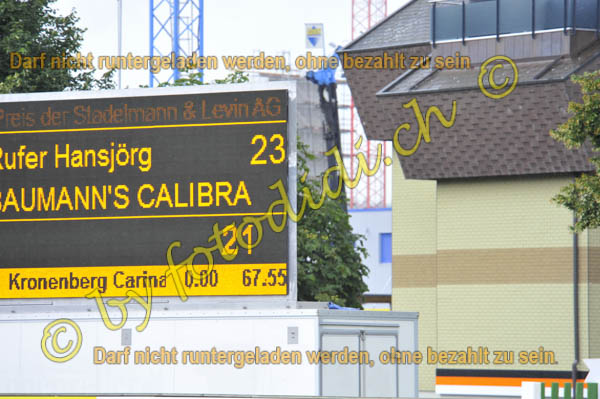 Darf nicht runtergeladen werden, ohne bezahlt zu sein.
Preis der Stadelmann & Levin AG
Rufer Hansjörg 23
BAUMANN'S CALIBRA
21
Kronenberg Carina 0.00 67.55
© by fotodidi.ch ©
Darf nicht runtergeladen werden, ohne bezahlt zu sein.